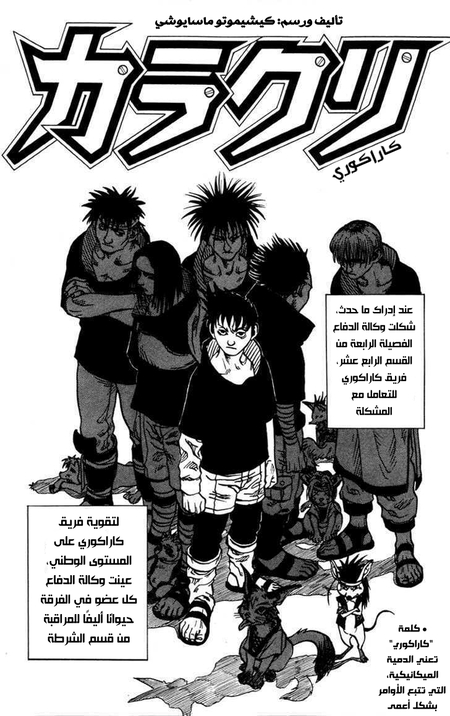 تأليف ورسم: كيشيموتو ماسايوشي
カラクリ
كاراكوري
عند إدراك ما حدث،
شكلت وكالة الدفاع
الفصيلة الرابعة من
القسم الرابع عشر،
فريق كاراكوري
للتعامل مع
المشكلة
لتقوية فريق
كاراكوري على
المستوى الوطني،
عينت وكالة الدفاع
كل عضو في الفرقة
حيوانًا أليفًا للمراقبة
من قسم الشرطة
• كلمة
"كاراكوري"
تعني الدمية
الميكانيكية،
التي تتبع الأوامر
بشكل أعمى